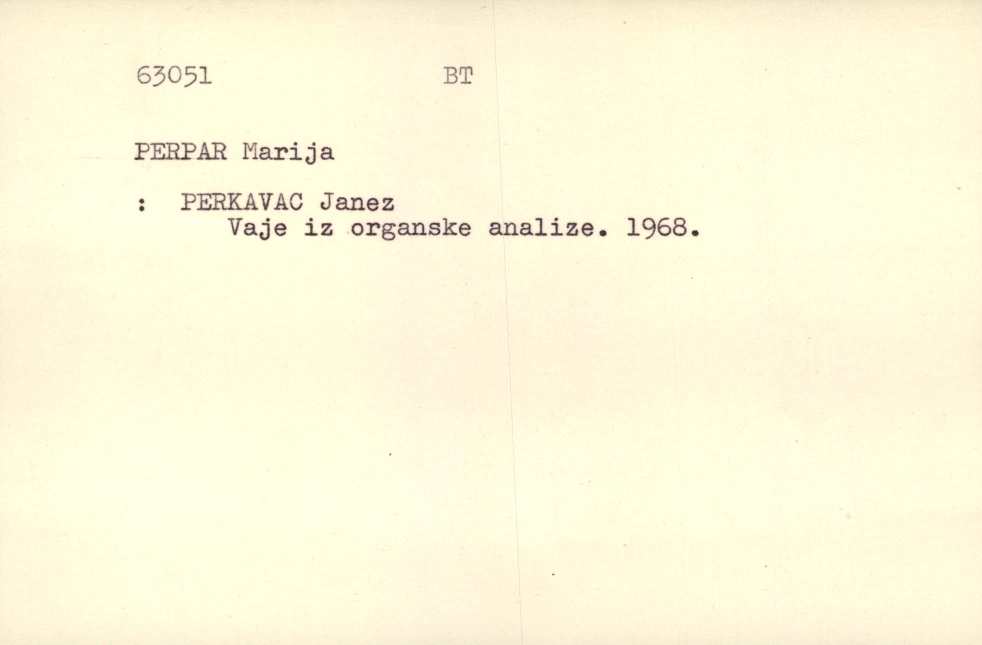 63051 BT
PERPAR Marija
: PERKAVAC Janez
Vaje iz organske analize. 1968.